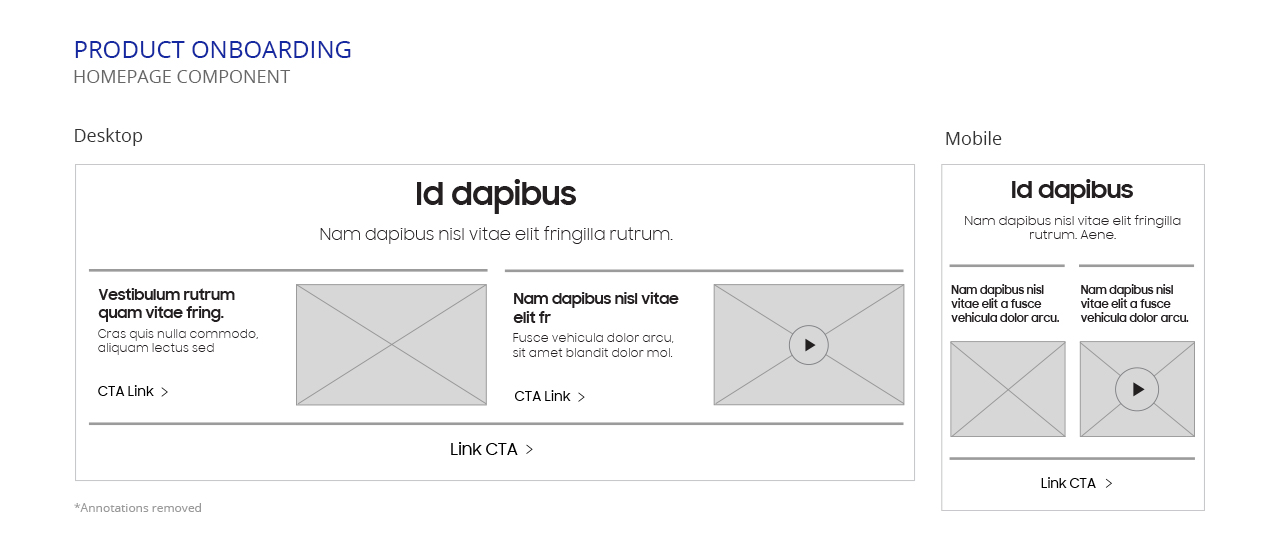 PRODUCT ONBOARDING
HOMEPAGE COMPONENT
Desktop
Id dapibus
Nam dapibus nisl vitae elit fringilla rutrum.
Vestibulum rutrum
quam vitae fring.
Cras quis nulla commodo,
aliquam lectus sed
CTA Link >
Nam dapibus nisl vitae
elit fr
Fusce vehicula dolor arcu,
sit amet blandit dolor mol.
CTA Link >
Link CTA >
*Annotations removed
Mobile
Id dapibus
Nam dapibus nisl vitae elit fringilla
rutrum. Aene.
Nam dapibus nisl
vitae elit a fusce
vehicula dolor arcu.
Nam dapibus nisl
vitae elit a fusce
vehicula dolor arcu.
Link CTA >